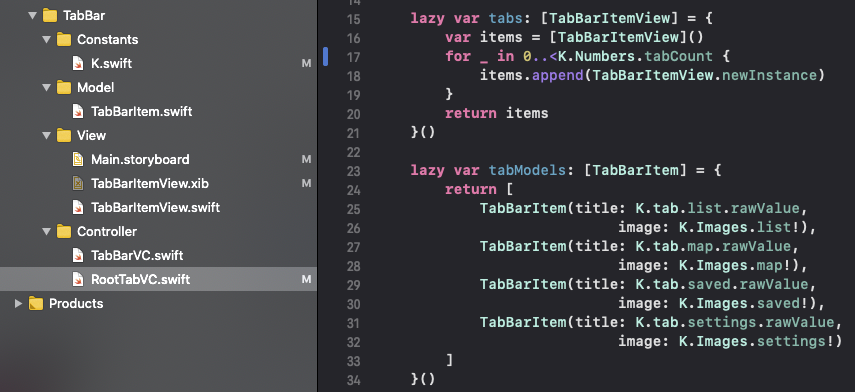 TabBar
Constants
K.swift M
Model
TabBarItem.swift
View
Main.storyboard M
TabBarItemView.xib M
TabBarItemView.swift
Controller
TabBarVC.swift
RootTabVC.swift M
Products
14
15 lazy var tabs: [TabBarItemView] = {
16 var items = [TabBarItemView]()
17 for _ in 0..<K.Numbers.tabCount {
18 items.append(TabBarItemView.newInstance)
19 }
20 return items
21 }()
22
23 lazy var tabModels: [TabBarItem] = {
24 return [
25 TabBarItem(title: K.tab.list.rawValue,
26 image: K.Images.list!),
27 TabBarItem(title: K.tab.map.rawValue,
28 image: K.Images.map!),
29 TabBarItem(title: K.tab.saved.rawValue,
30 image: K.Images.saved!),
31 TabBarItem(title: K.tab.settings.rawValue,
32 image: K.Images.settings!)
33 ]
34 }()